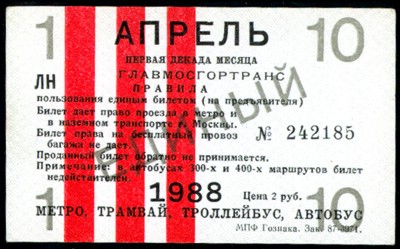 1 АПРЕЛЬ 10
ПЕРВАЯ ДЕКАДА МЕСЯЦА
ЛН ГЛАВМОСГОРТРАНС
ПРАВИЛА
пользования единым билетом (на предъявителя)
Билет дает право проезда в метро и
в наземном транспорте г. Москвы.
Билет права на бесплатный провоз
багажа не дает.
№ 242185
Проданный билет обратно не принимается.
Примечание: в автобусах 300-х и 400-х маршрутов билет
недействителен.
ЕДИНЫЙ
1 1988 Цена 2 руб. 10
МЕТРО, ТРАМВАЙ, ТРОЛЛЕЙБУС, АВТОБУС
МПФ Гознака. Зак. 87-3974.